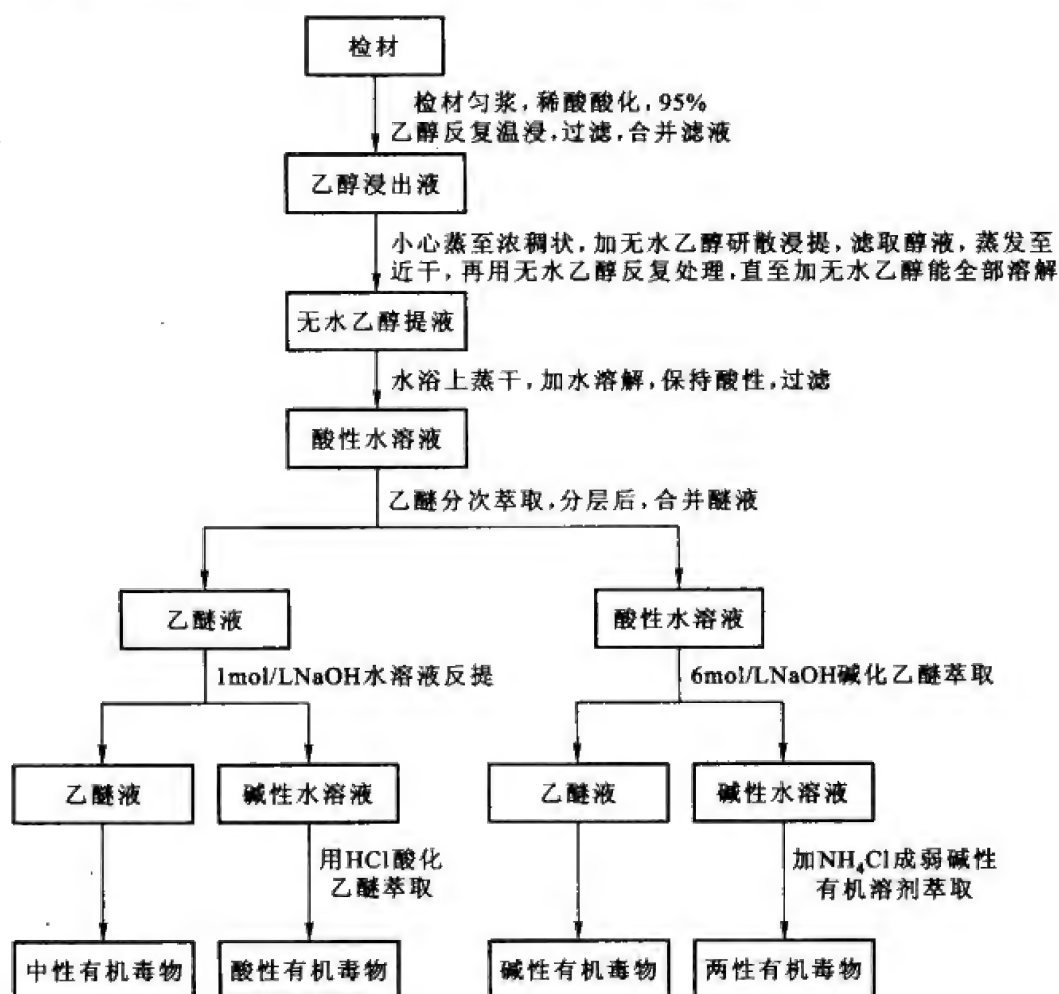 检材
检材匀浆,稀酸酸化,95%
乙醇反复温浸,过滤,合并滤液
乙醇浸出液
小心蒸至浓稠状,加无水乙醇研散浸提,滤取醇液,蒸发至
近干,再用无水乙醇反复处理,直至加无水乙醇能全部溶解
无水乙醇提液
水浴上蒸干,加水溶解,保持酸性,过滤
酸性水溶液
乙醚分次萃取,分层后,合并醚液
乙醚液
酸性水溶液
1mol/LNaOH水溶液反提
6mol/LNaOH碱化乙醚萃取
乙醚液
碱性水溶液
乙醚液
碱性水溶液
用HCl酸化
乙醚萃取
加NH₄Cl成弱碱性
有机溶剂萃取
中性有机毒物
酸性有机毒物
碱性有机毒物
两性有机毒物